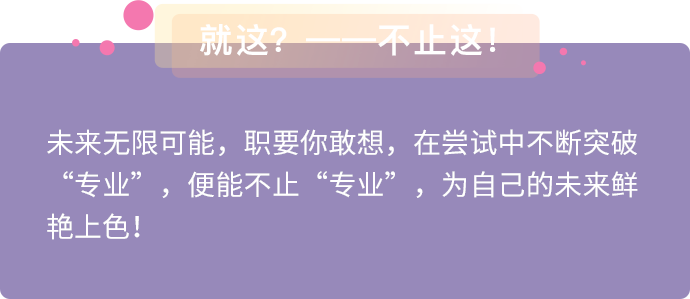 就这？——不止这！
未来无限可能，职要你敢想，在尝试中不断突破
“专业”，便能不止“专业”，为自己的未来鲜
艳上色！